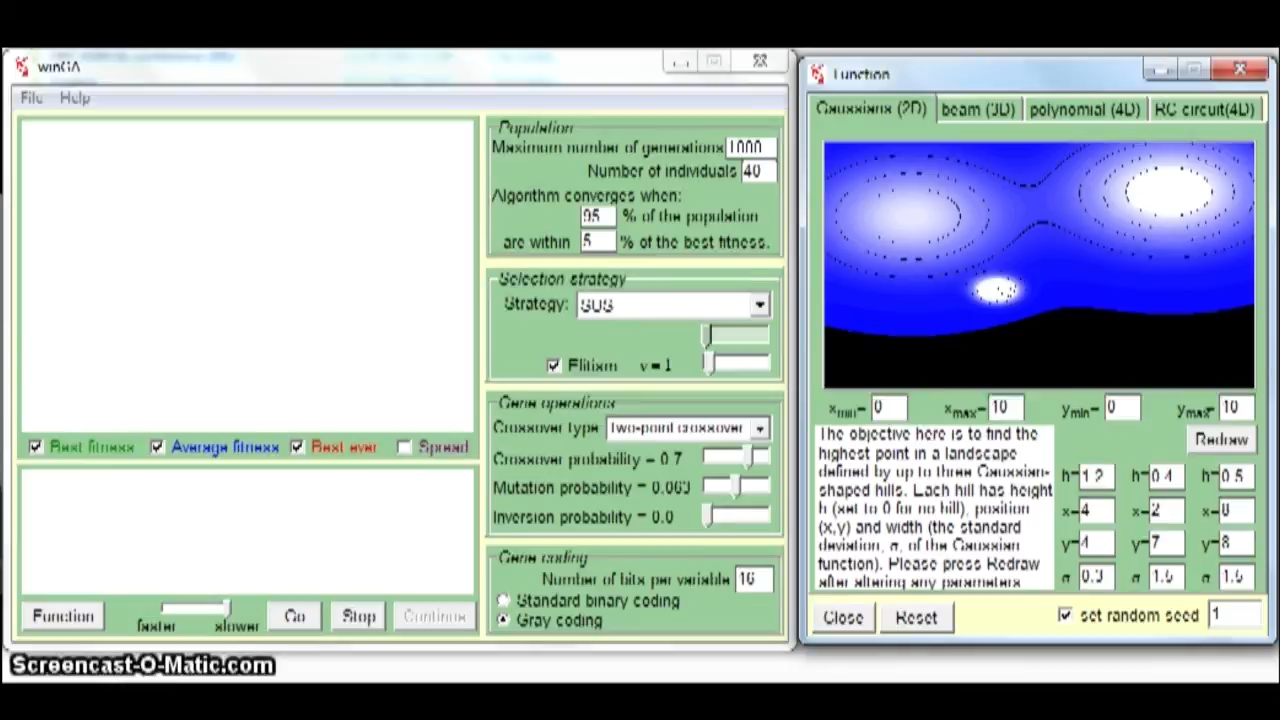 winGA
File Help
Population
Maximum number of generations 1000
Number of individuals 40
Algorithm converges when:
95 % of the population
are within 5 % of the best fitness.
Selection strategy
Strategy: SUS
Elitism v = 1
Gene operations
Crossover type Two-point crossover
Crossover probability = 0.7
Mutation probability = 0.063
Inversion probability = 0.0
Gene coding
Number of bits per variable 16
Standard binary coding
Gray coding
Best fitness Average fitness Best ever Spread
Function faster slower Go Stop Continue
Function
Gaussians (2D) beam (3D) polynomial (4D) RC circuit(4D)
xmin= 0 xmax= 10 ymin= 0 ymax= 10
The objective here is to find the
highest point in a landscape
defined by up to three Gaussian-
shaped hills. Each hill has height
h (set to 0 for no hill), position
(x,y) and width (the standard
deviation, σ, of the Gaussian
function). Please press Redraw
after altering any parameters
Redraw
h= 1.2 h= 0.4 h= 0.5
x= 4 x= 2 x= 8
y= 4 y= 7 y= 8
σ 0.3 σ 1.5 σ 1.5
Close Reset set random seed 1
Screencast-O-Matic.com